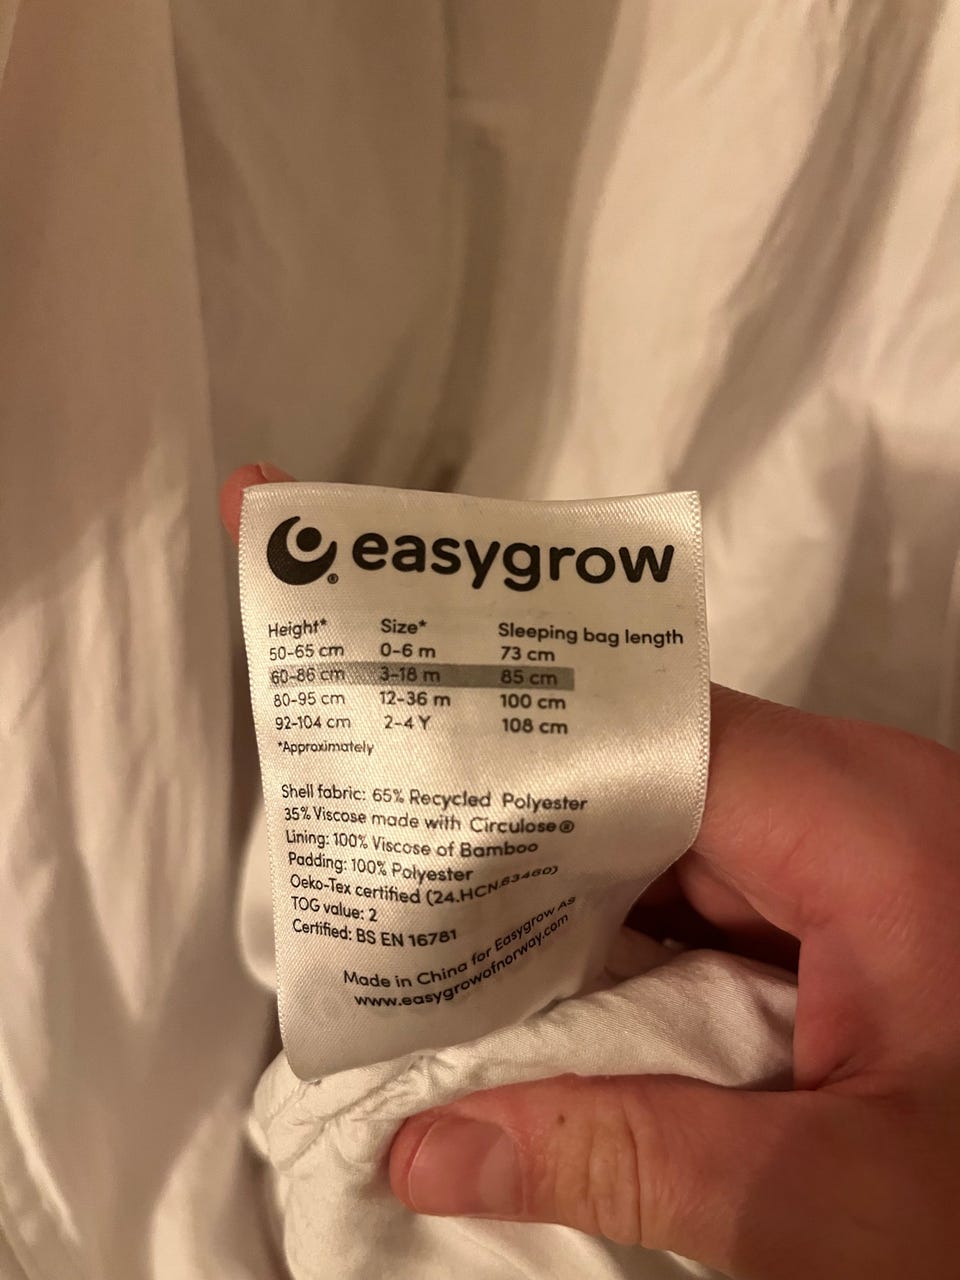 easygrow
®
Height* Size* Sleeping bag length
50-65 cm 0-6 m 73 cm
60-86 cm 3-18 m 85 cm
80-95 cm 12-36 m 100 cm
92-104 cm 2-4 Y 108 cm
*Approximately
Shell fabric: 65% Recycled Polyester
35% Viscose made with Circulose®
Lining: 100% Viscose of Bamboo
Padding: 100% Polyester
Oeko-Tex certified (24.HCN.63460)
TOG value: 2
Certified: BS EN 16781
Made in China for Easygrow AS
www.easygrowofnorway.com